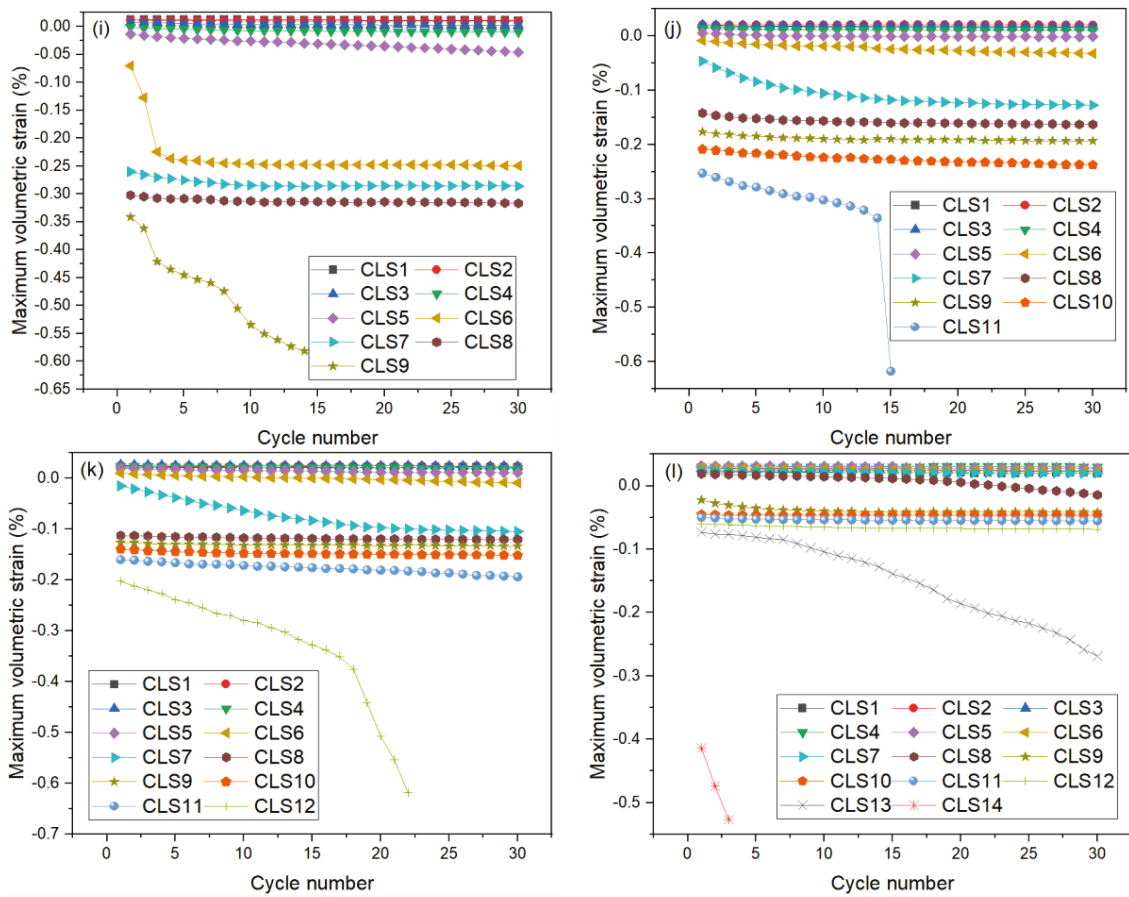 (i)
Maximum volumetric strain (%)
0.00
-0.05
-0.10
-0.15
-0.20
-0.25
-0.30
-0.35
-0.40
-0.45
-0.50
-0.55
-0.60
-0.65
CLS1 CLS2
CLS3 CLS4
CLS5 CLS6
CLS7 CLS8
CLS9
0 5 10 15 20 25 30
Cycle number
(j)
Maximum volumetric strain (%)
0.0
-0.1
-0.2
-0.3
-0.4
-0.5
-0.6
CLS1 CLS2
CLS3 CLS4
CLS5 CLS6
CLS7 CLS8
CLS9 CLS10
CLS11
0 5 10 15 20 25 30
Cycle number
(k)
Maximum volumetric strain (%)
0.0
-0.1
-0.2
-0.3
-0.4
-0.5
-0.6
-0.7
CLS1 CLS2
CLS3 CLS4
CLS5 CLS6
CLS7 CLS8
CLS9 CLS10
CLS11 CLS12
0 5 10 15 20 25 30
Cycle number
(l)
Maximum volumetric strain (%)
0.0
-0.1
-0.2
-0.3
-0.4
-0.5
CLS1 CLS2 CLS3
CLS4 CLS5 CLS6
CLS7 CLS8 CLS9
CLS10 CLS11 CLS12
CLS13 CLS14
0 5 10 15 20 25 30
Cycle number